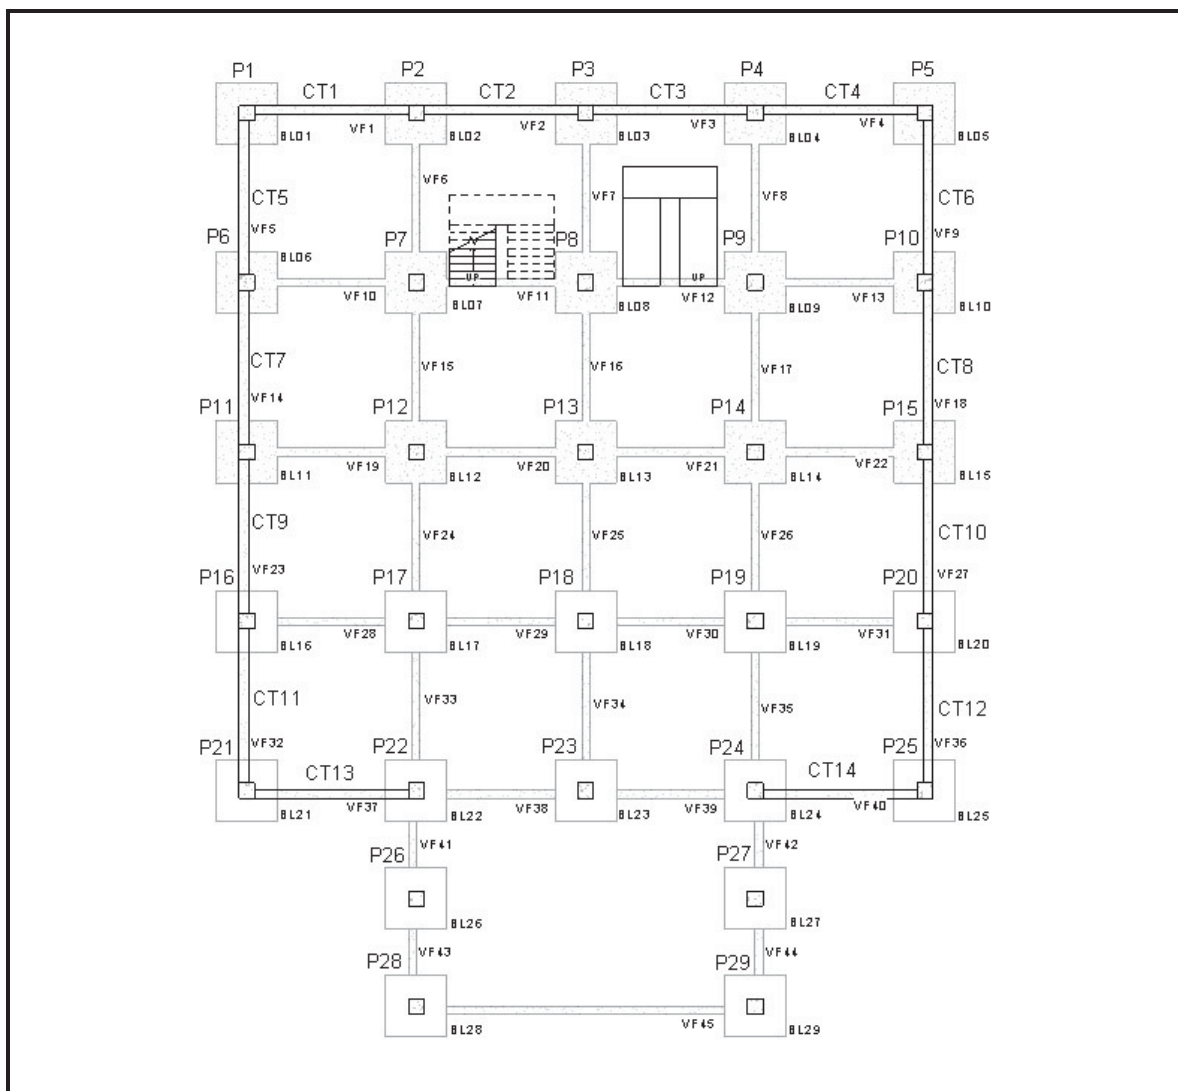 P1 P2 P3 P4 P5
CT1 CT2 CT3 CT4
VF1 VF2 VF3 VF4
BL01 BL02 BL03 BL04 BL05
VF6 VF7 VF8
CT5 CT6
VF5 VF9
P6 P7 P8 P9 P10
BL06
UP UP
VF10 VF11 VF12 VF13
BL07 BL08 BL09 BL10
CT7 VF15 VF16 VF17 CT8
VF14 VF18
P11 P12 P13 P14 P15
VF19 VF20 VF21 VF22
BL11 BL12 BL13 BL14 BL15
CT9 VF24 VF25 VF26 CT10
VF23 VF27
P16 P17 P18 P19 P20
VF28 VF29 VF30 VF31
BL16 BL17 BL18 BL19 BL20
CT11 VF33 VF34 VF35 CT12
VF32 VF36
P21 P22 P23 P24 P25
CT13 CT14
VF37 VF38 VF39 VF40
BL21 BL22 BL23 BL24 BL25
VF41 VF42
P26 P27
BL26 BL27
VF43 VF44
P28 P29
VF45
BL28 BL29